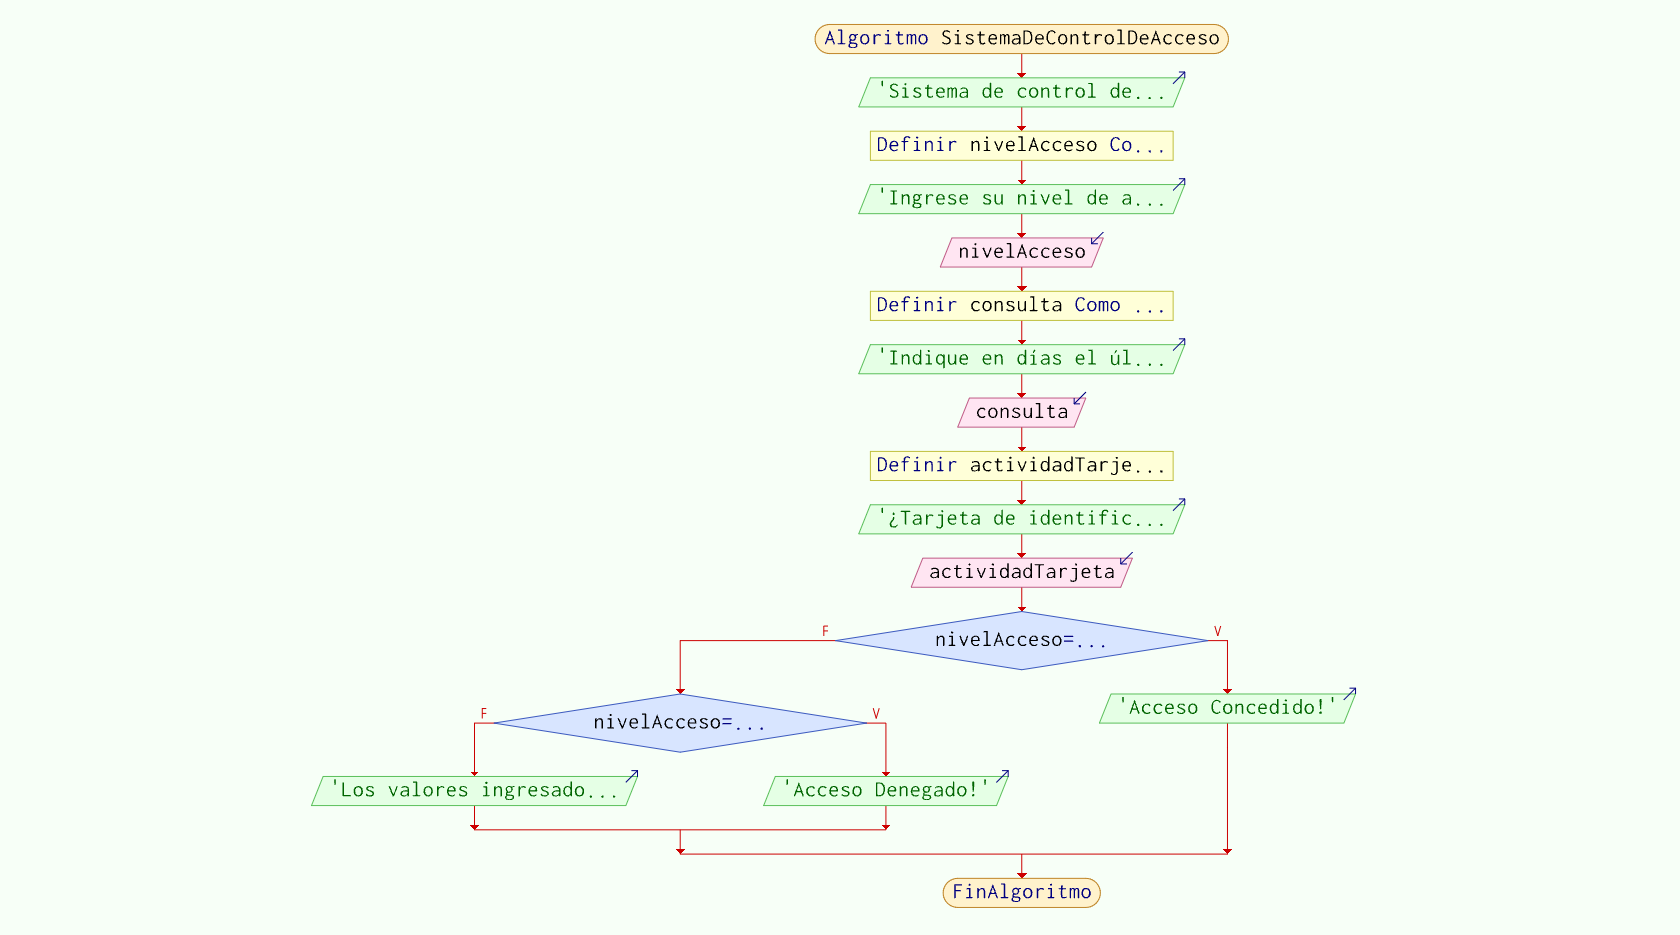 Algoritmo SistemaDeControlDeAcceso
'Sistema de control de...
Definir nivelAcceso Co...
'Ingrese su nivel de a...
nivelAcceso
Definir consulta Como ...
'Indique en días el úl...
consulta
Definir actividadTarje...
'¿Tarjeta de identific...
actividadTarjeta
F
nivelAcceso=...
V
F
nivelAcceso=...
V
'Acceso Concedido!'
'Los valores ingresado...
'Acceso Denegado!'
FinAlgoritmo